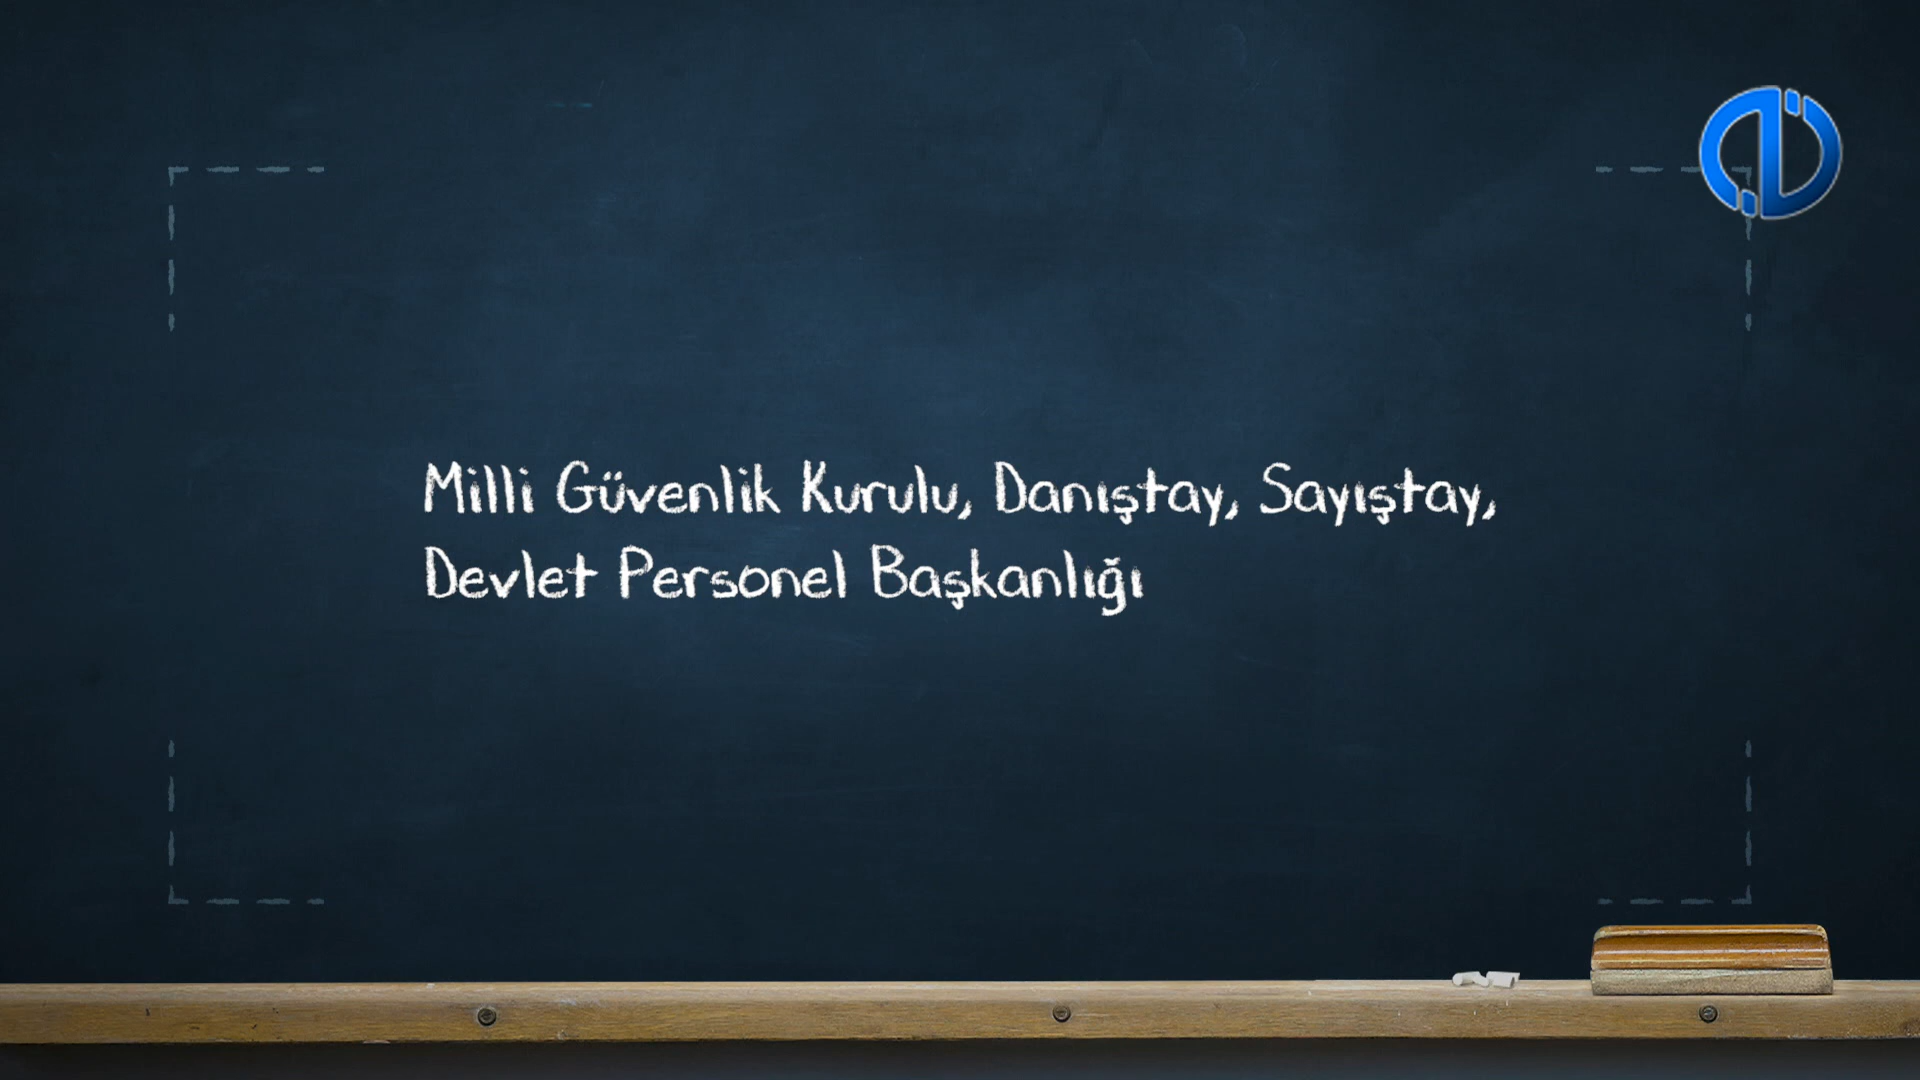 Milli Güvenlik Kurulu, Danıştay, Sayıştay,
Devlet Personel Başkanlığı